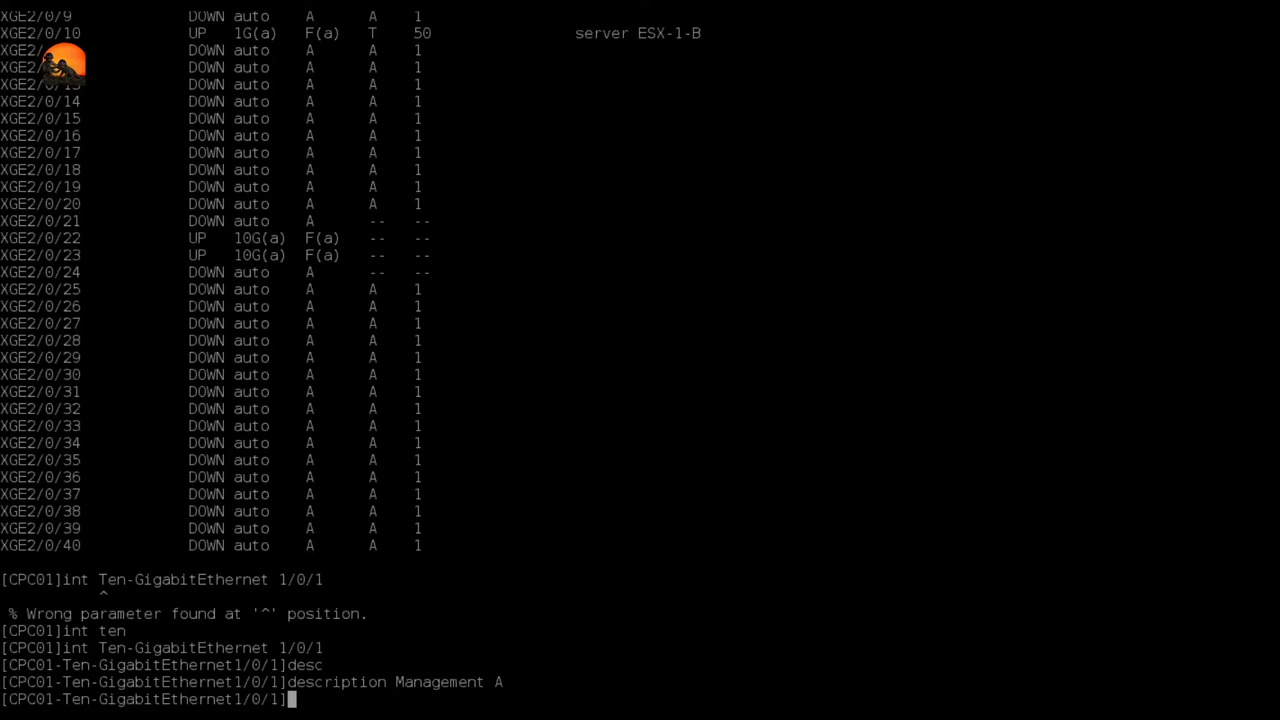 XGE2/0/9 DOWN auto A A 1
XGE2/0/10 UP 1G(a) F(a) T 50 server ESX-1-B
XGE2/ DOWN auto A A 1
XGE2/ DOWN auto A A 1
XGE2/0/13 DOWN auto A A 1
XGE2/0/14 DOWN auto A A 1
XGE2/0/15 DOWN auto A A 1
XGE2/0/16 DOWN auto A A 1
XGE2/0/17 DOWN auto A A 1
XGE2/0/18 DOWN auto A A 1
XGE2/0/19 DOWN auto A A 1
XGE2/0/20 DOWN auto A A 1
XGE2/0/21 DOWN auto A -- --
XGE2/0/22 UP 10G(a) F(a) -- --
XGE2/0/23 UP 10G(a) F(a) -- --
XGE2/0/24 DOWN auto A -- --
XGE2/0/25 DOWN auto A A 1
XGE2/0/26 DOWN auto A A 1
XGE2/0/27 DOWN auto A A 1
XGE2/0/28 DOWN auto A A 1
XGE2/0/29 DOWN auto A A 1
XGE2/0/30 DOWN auto A A 1
XGE2/0/31 DOWN auto A A 1
XGE2/0/32 DOWN auto A A 1
XGE2/0/33 DOWN auto A A 1
XGE2/0/34 DOWN auto A A 1
XGE2/0/35 DOWN auto A A 1
XGE2/0/36 DOWN auto A A 1
XGE2/0/37 DOWN auto A A 1
XGE2/0/38 DOWN auto A A 1
XGE2/0/39 DOWN auto A A 1
XGE2/0/40 DOWN auto A A 1
[CPC01]int Ten-GigabitEthernet 1/0/1
^
% Wrong parameter found at '^' position.
[CPC01]int ten
[CPC01]int Ten-GigabitEthernet 1/0/1
[CPC01-Ten-GigabitEthernet1/0/1]desc
[CPC01-Ten-GigabitEthernet1/0/1]description Management A
[CPC01-Ten-GigabitEthernet1/0/1]